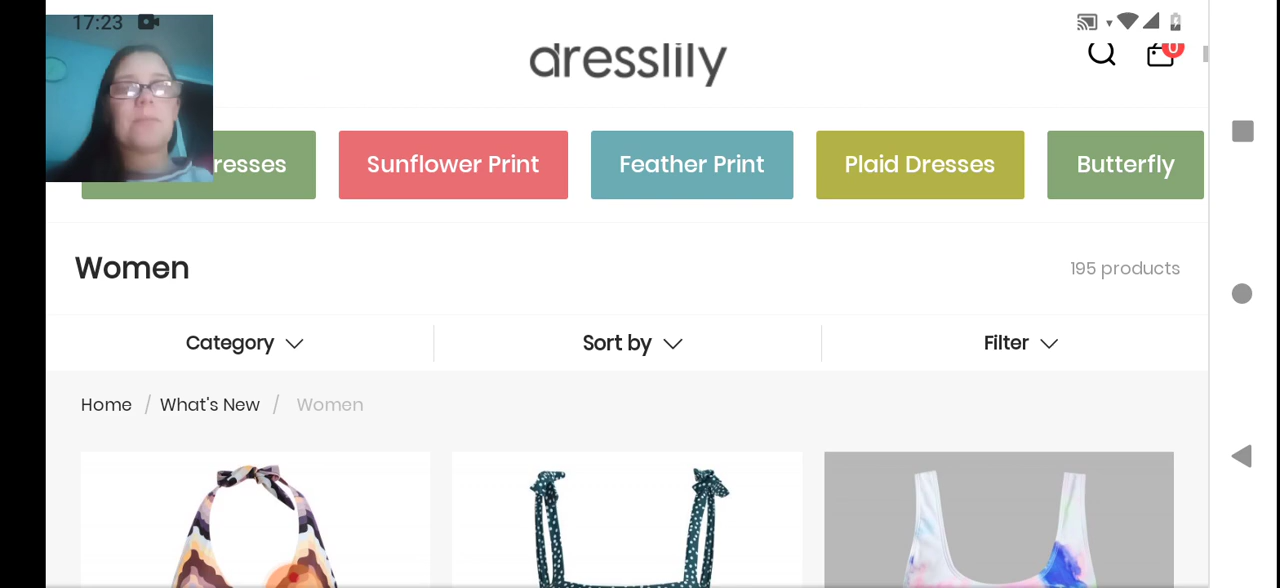 17:23
dresslily
0
resses
Sunflower Print
Feather Print
Plaid Dresses
Butterfly
Women
195 products
Category
Sort by
Filter
Home / What's New / Women